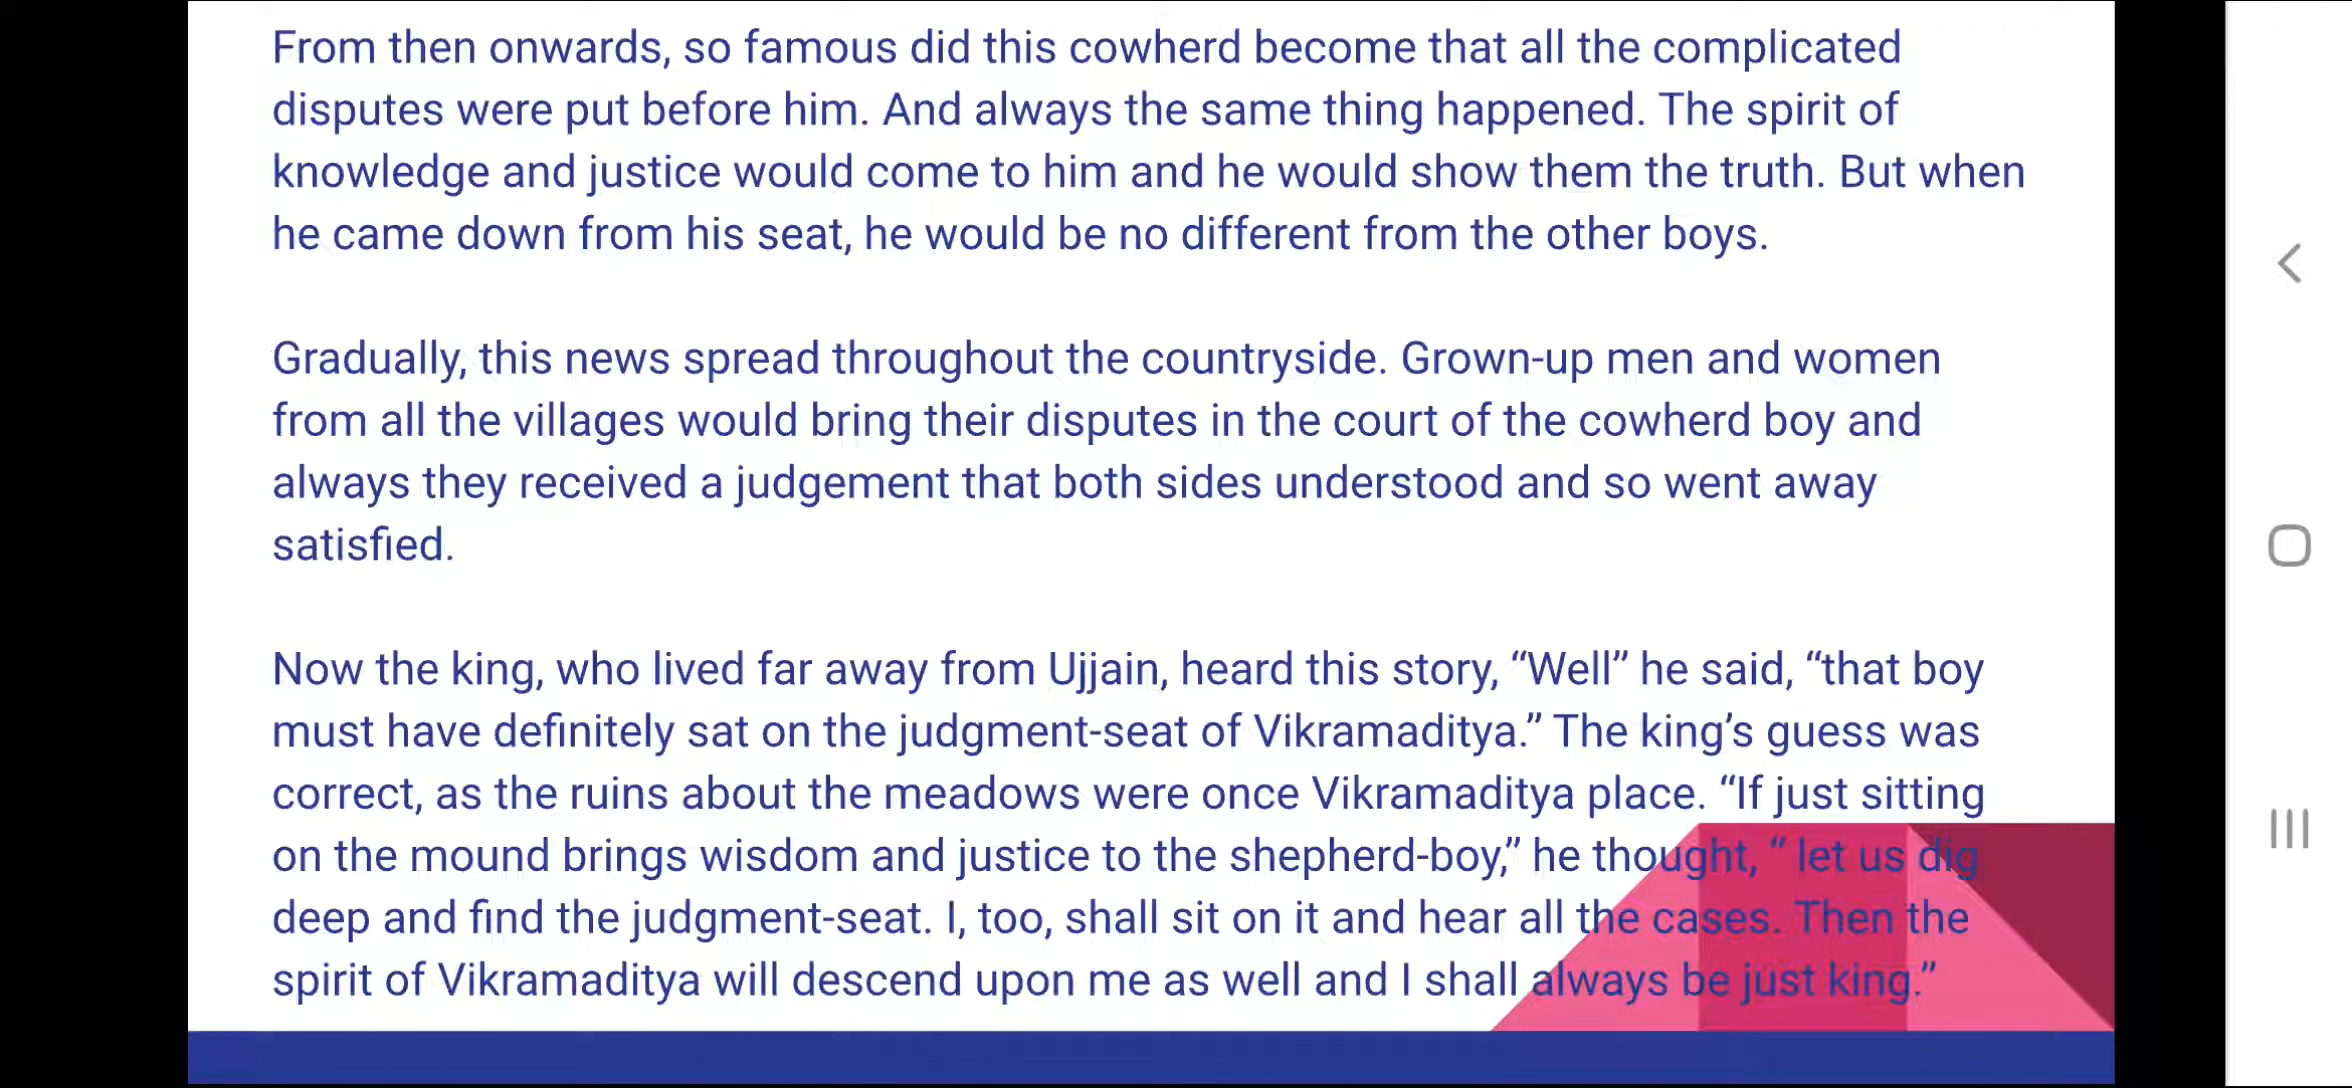 From then onwards, so famous did this cowherd become that all the complicated
disputes were put before him. And always the same thing happened. The spirit of
knowledge and justice would come to him and he would show them the truth. But when
he came down from his seat, he would be no different from the other boys.
Gradually, this news spread throughout the countryside. Grown-up men and women
from all the villages would bring their disputes in the court of the cowherd boy and
always they received a judgement that both sides understood and so went away
satisfied.
Now the king, who lived far away from Ujjain, heard this story, “Well” he said, “that boy
must have definitely sat on the judgment-seat of Vikramaditya.” The king’s guess was
correct, as the ruins about the meadows were once Vikramaditya place. “If just sitting
on the mound brings wisdom and justice to the shepherd-boy,” he thought, “ let us dig
deep and find the judgment-seat. I, too, shall sit on it and hear all the cases. Then the
spirit of Vikramaditya will descend upon me as well and I shall always be just king.”